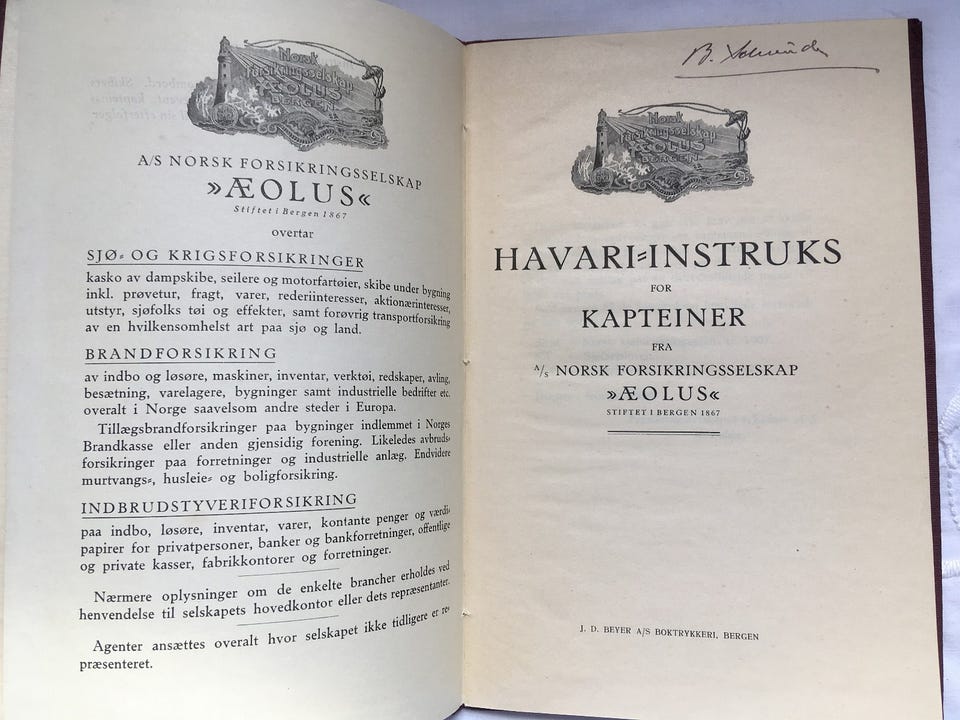 Norsk
forsikringsselskap
ÆOLUS
BERGEN
A/S NORSK FORSIKRINGSSELSKAP
»ÆOLUS«
Stiftet i Bergen 1867
overtar
SJØ- OG KRIGSFORSIKRINGER
kasko av dampskibe, seilere og motorfartøier, skibe under bygning
inkl. prøvetur, fragt, varer, rederiinteresser, aktionærinteresser,
utstyr, sjøfolks tøi og effekter, samt forøvrig transportforsikring
av en hvilkensomhelst art paa sjø og land.
BRANDFORSIKRING
av indbo og løsøre, maskiner, inventar, verktøi, redskaper, avling,
besætning, varelagere, bygninger samt industrielle bedrifter etc.
overalt i Norge saavelsom andre steder i Europa.
Tillægsbrandforsikringer paa bygninger indlemmet i Norges
Brandkasse eller anden gjensidig forening. Likeledes avbruds-
forsikringer paa forretninger og industrielle anlæg. Endvidere
murtvangs-, husleie- og boligforsikring.
INDBRUDSTYVERIFORSIKRING
paa indbo, løsøre, inventar, varer, kontante penger og værdi-
papirer for privatpersoner, banker og bankforretninger, offentlige
og private kasser, fabrikkontorer og forretninger.
Nærmere oplysninger om de enkelte brancher erholdes ved
henvendelse til selskapets hovedkontor eller dets repræsentanter.
Agenter ansættes overalt hvor selskapet ikke tidligere er re-
præsenteret.
B.
Norsk
forsikringsselskap
ÆOLUS
BERGEN
HAVARI-INSTRUKS
FOR
KAPTEINER
FRA
A/S NORSK FORSIKRINGSSELSKAP
»ÆOLUS«
STIFTET I BERGEN 1867
J. D. BEYER A/S BOKTRYKKERI, BERGEN